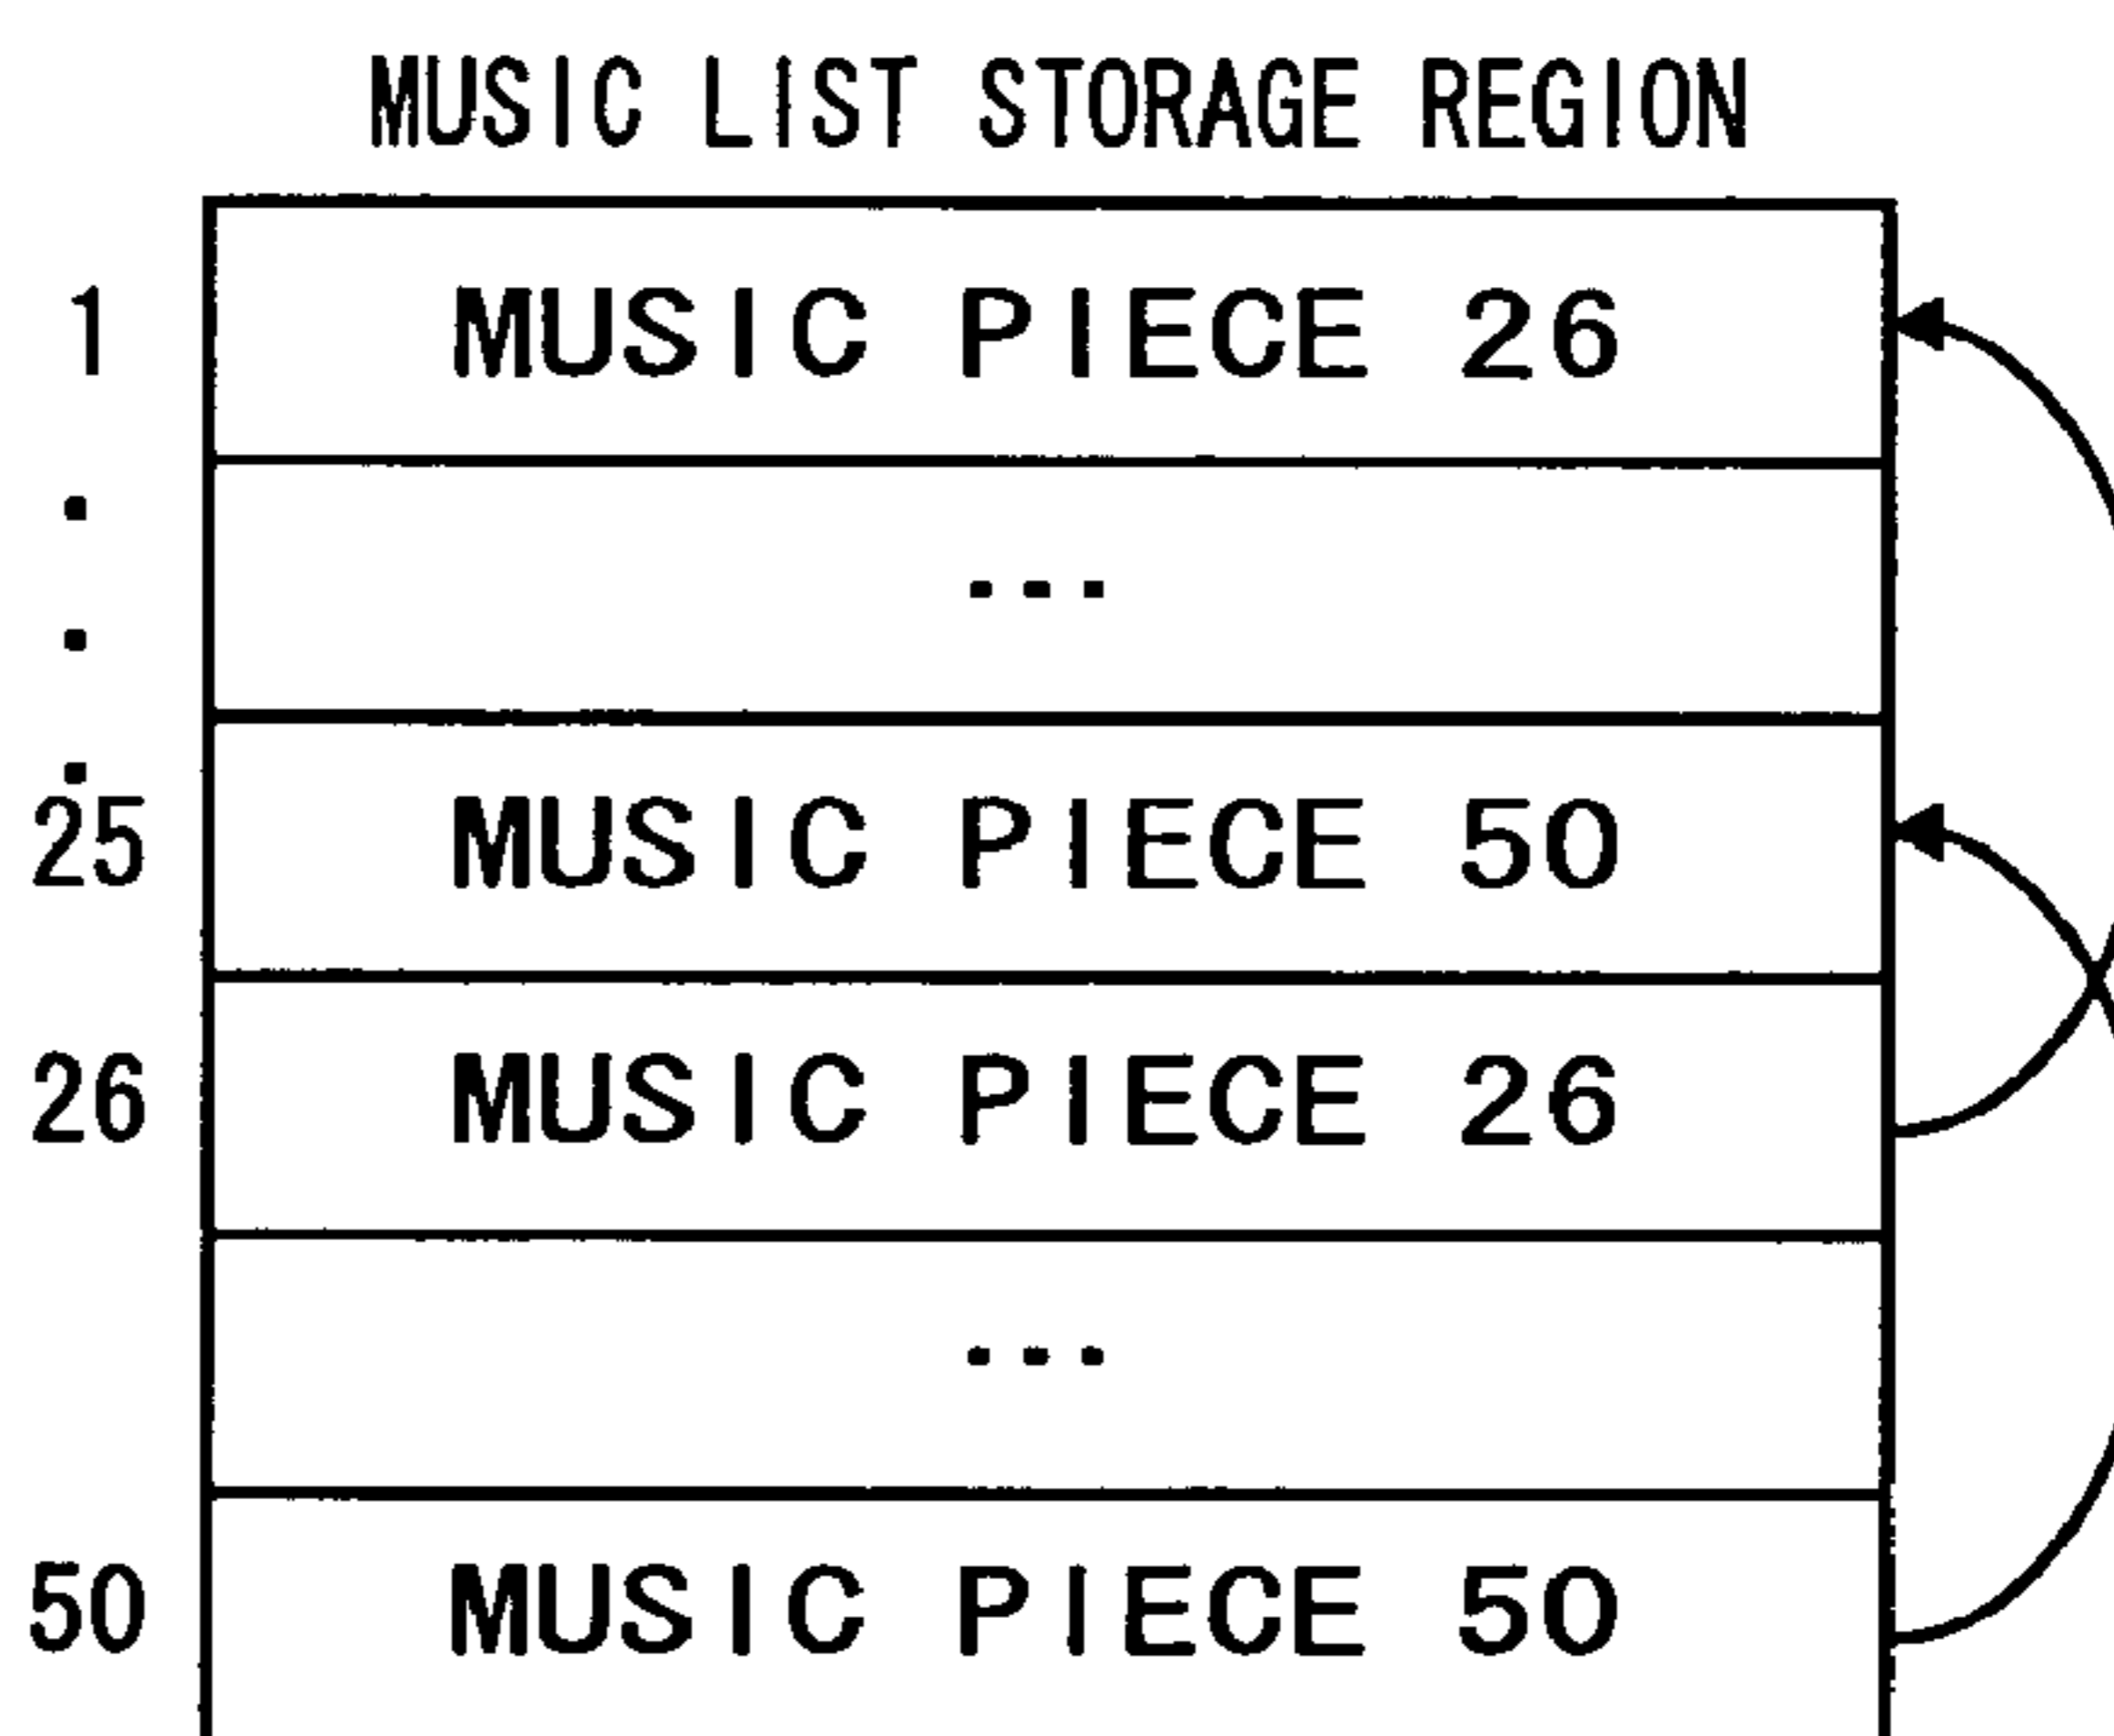 MUSIC LIST STORAGE REGION
1 MUSIC PIECE 26
...
25 MUSIC PIECE 50
26 MUSIC PIECE 26
...
50 MUSIC PIECE 50